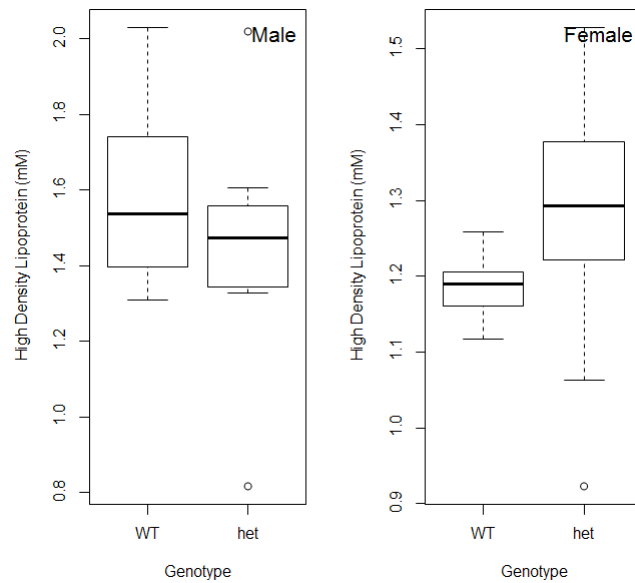 Male
High Density Lipoprotein (mM)
2.0
1.8
1.6
1.4
1.2
1.0
0.8
WT
het
Genotype
Female
High Density Lipoprotein (mM)
1.5
1.4
1.3
1.2
1.1
1.0
0.9
WT
het
Genotype